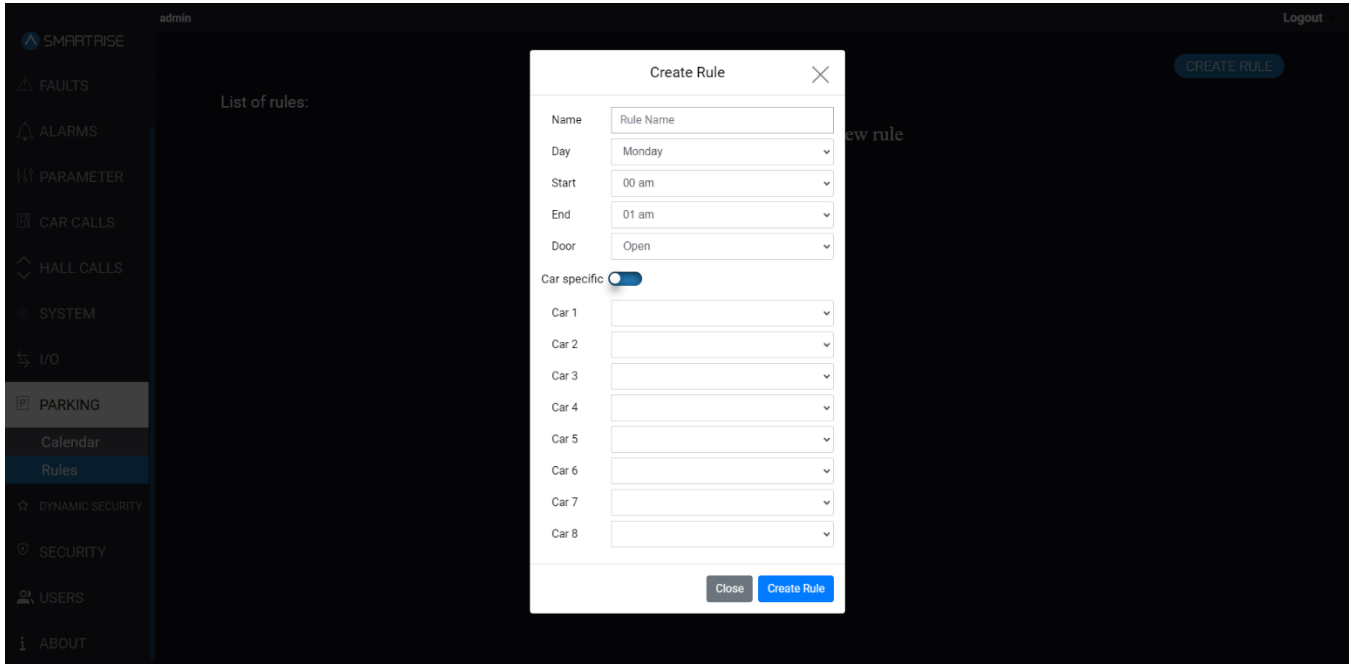 admin
Logout
SMARTRISE
FAULTS
ALARMS
PARAMETER
CAR CALLS
HALL CALLS
SYSTEM
I/O
P PARKING
Calendar
Rules
DYNAMIC SECURITY
SECURITY
USERS
i ABOUT
CREATE RULE
List of rules:
ew rule
Create Rule
Name Rule Name
Day Monday
Start 00 am
End 01 am
Door Open
Car specific
Car 1
Car 2
Car 3
Car 4
Car 5
Car 6
Car 7
Car 8
Close Create Rule